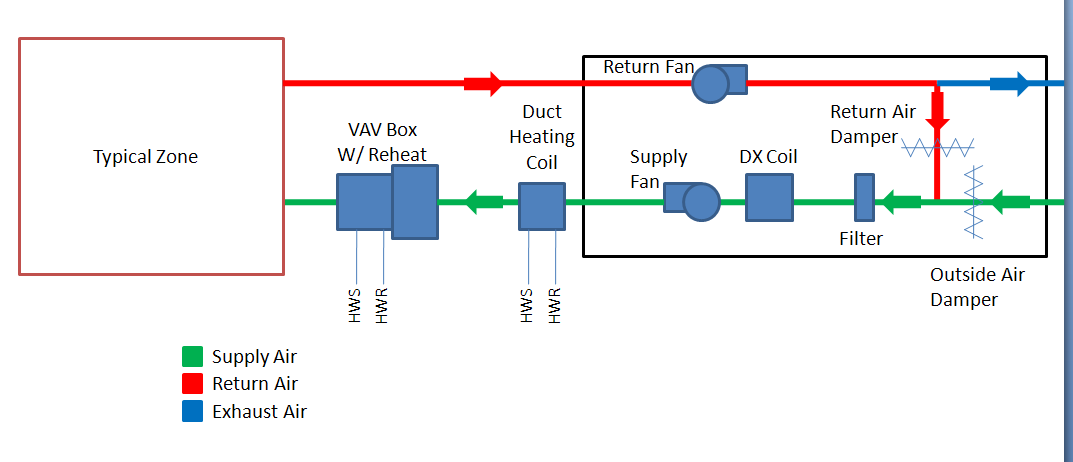 Return Fan
Duct
Heating
Coil
Return Air
Damper
VAV Box
W/ Reheat
Typical Zone
Supply
Fan
DX Coil
Filter
Outside Air
Damper
HWS
HWR
HWS
HWR
Supply Air
Return Air
Exhaust Air